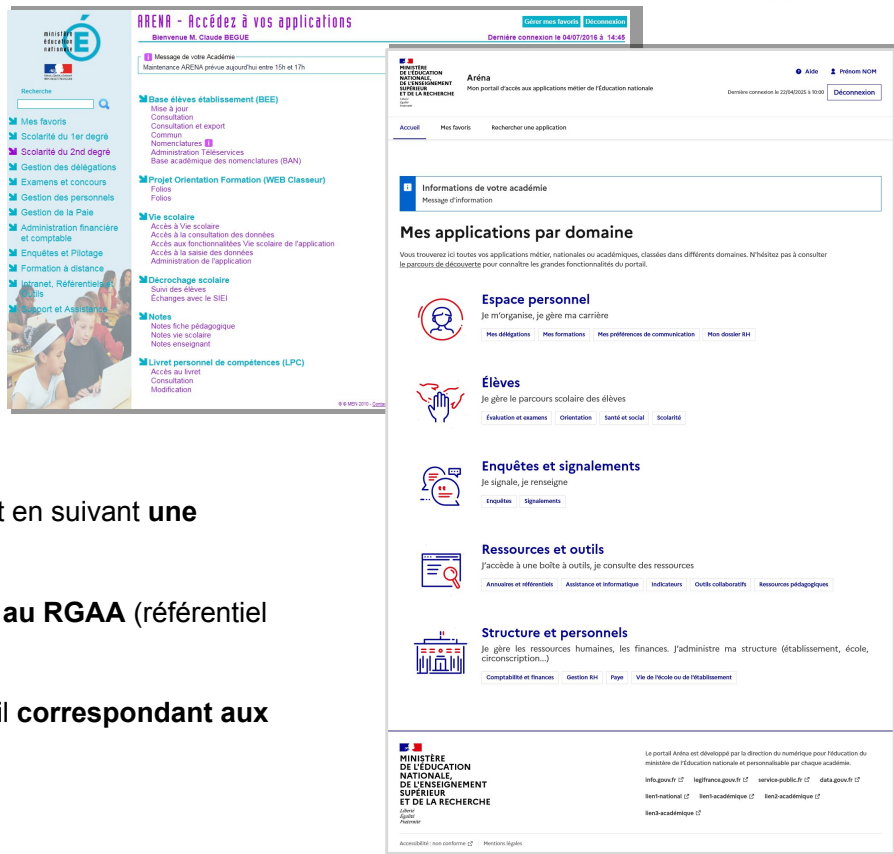 ministère
éducation
nationale
ARENA - Accédez à vos applications
Gérer mes favoris Déconnexion
Bienvenue M. Claude BEGUE
Dernière connexion le 04/07/2016 à 14:45
Message de votre Académie
Maintenance ARENA prévue aujourd'hui entre 15h et 17h
Recherche
Mes favoris
Scolarité du 1er degré
Scolarité du 2nd degré
Gestion des délégations
Examens et concours
Gestion des personnels
Gestion de la Paie
Administration financière
et comptable
Enquêtes et Pilotage
Formation à distance
Intranet, Référentiels et
Outils
Support et Assistance
Base élèves établissement (BEE)
Mise à jour
Consultation
Consultation et export
Commun
Nomenclatures
Administration Téléservices
Base académique des nomenclatures (BAN)
Projet Orientation Formation (WEB Classeur)
Folios
Folios
Vie scolaire
Accès à Vie scolaire
Accès à la consultation des données
Accès aux fonctionnalitées Vie scolaire de l'application
Accès à la saisie des données
Administration de l'application
Décrochage scolaire
Suivi des élèves
Échanges avec le SIEI
Notes
Notes fiche pédagogique
Notes vie scolaire
Notes enseignant
Livret personnel de compétences (LPC)
Accès au livret
Consultation
Modification
© MEN 2010 -
MINISTÈRE
DE L'ÉDUCATION
NATIONALE,
DE L'ENSEIGNEMENT
SUPÉRIEUR
ET DE LA RECHERCHE
Liberté
Égalité
Fraternité
Aréna
Mon portail d'accès aux applications métier de l'Éducation nationale
Aide Prénom NOM
Dernière connexion le 22/04/2025 à 10:00 Déconnexion
Accueil Mes favoris Rechercher une application
Informations de votre académie
Message d'information
Mes applications par domaine
Vous trouverez ici toutes vos applications métier, nationales ou académiques, classées dans différents domaines. N'hésitez pas à consulter
le parcours de découverte pour connaître les grandes fonctionnalités du portail.
Espace personnel
Je m'organise, je gère ma carrière
Mes délégations Mes formations Mes préférences de communication Mon dossier RH
Élèves
Je gère le parcours scolaire des élèves
Évaluation et examens Orientation Santé et social Scolarité
Enquêtes et signalements
Je signale, je renseigne
Enquêtes Signalements
Ressources et outils
J'accède à une boîte à outils, je consulte des ressources
Annuaires et référentiels Assistance et informatique Indicateurs Outils collaboratifs Ressources pédagogiques
Structure et personnels
Je gère les ressources humaines, les finances. J'administre ma structure (établissement, école,
circonscription...)
Comptabilité et finances Gestion RH Paye Vie de l'école ou de l'établissement
MINISTÈRE
DE L'ÉDUCATION
NATIONALE,
DE L'ENSEIGNEMENT
SUPÉRIEUR
ET DE LA RECHERCHE
Liberté
Égalité
Fraternité
Le portail Aréna est développé par la direction du numérique pour l'éducation du
ministère de l'Éducation nationale et personnalisable par chaque académie.
info.gouv.fr legifrance.gouv.fr service-public.fr data.gouv.fr
lien1-national lien1-académique lien2-académique
lien3-académique
Accessibilité : non conforme Mentions légales
t en suivant une
au RGAA (référentiel
il correspondant aux